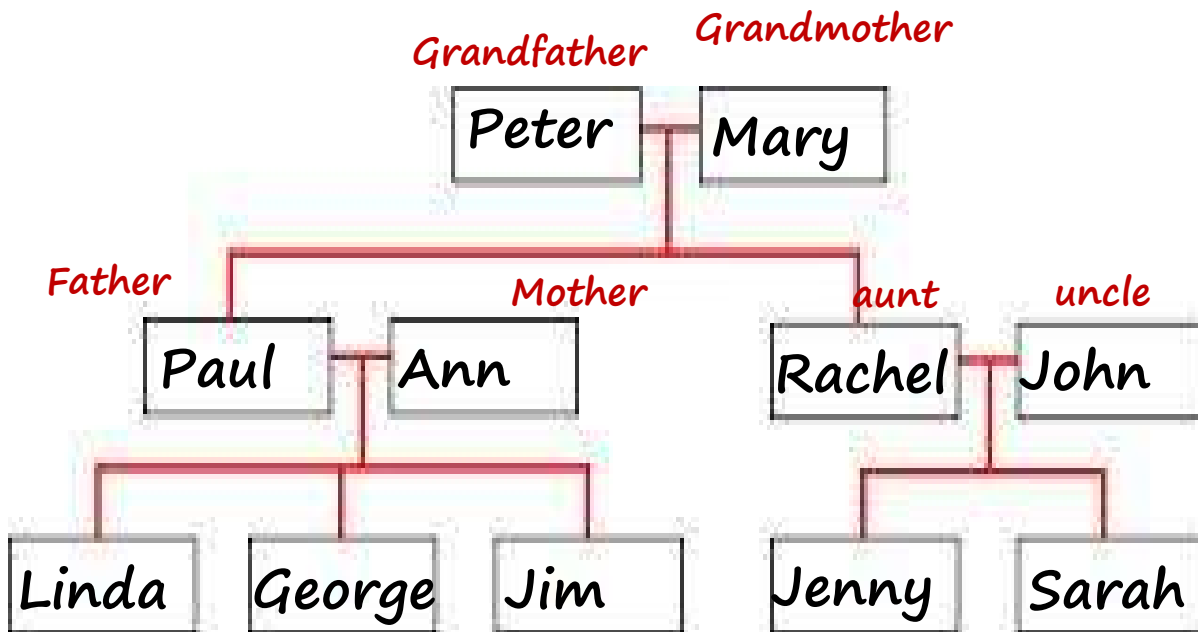 Grandfather Grandmother
Peter Mary
Father Mother aunt uncle
Paul Ann Rachel John
Linda George Jim Jenny Sarah